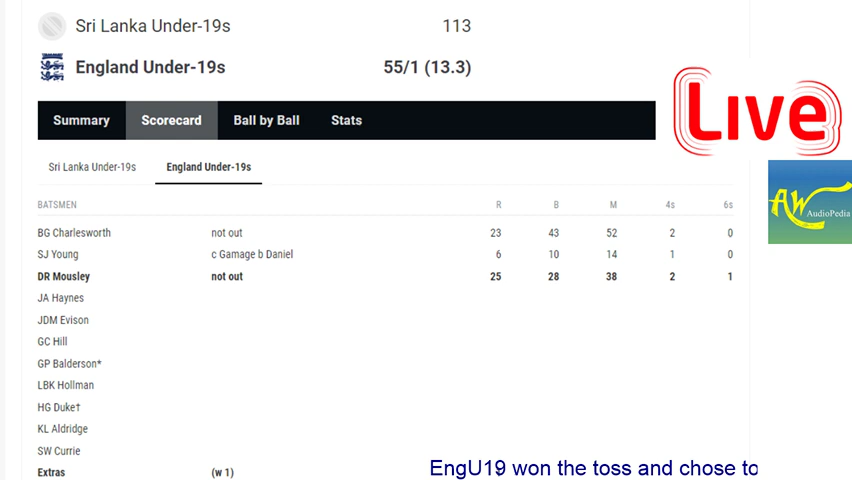 Sri Lanka Under-19s 113
England Under-19s 55/1 (13.3)
Summary Scorecard Ball by Ball Stats
Live
Sri Lanka Under-19s England Under-19s
AW AudioPedia
BATSMEN R B M 4s 6s
BG Charlesworth not out 23 43 52 2 0
SJ Young c Gamage b Daniel 6 10 14 1 0
DR Mousley not out 25 28 38 2 1
JA Haynes
JDM Evison
GC Hill
GP Balderson*
LBK Hollman
HG Duke†
KL Aldridge
SW Currie
Extras (w 1)
EngU19 won the toss and chose to